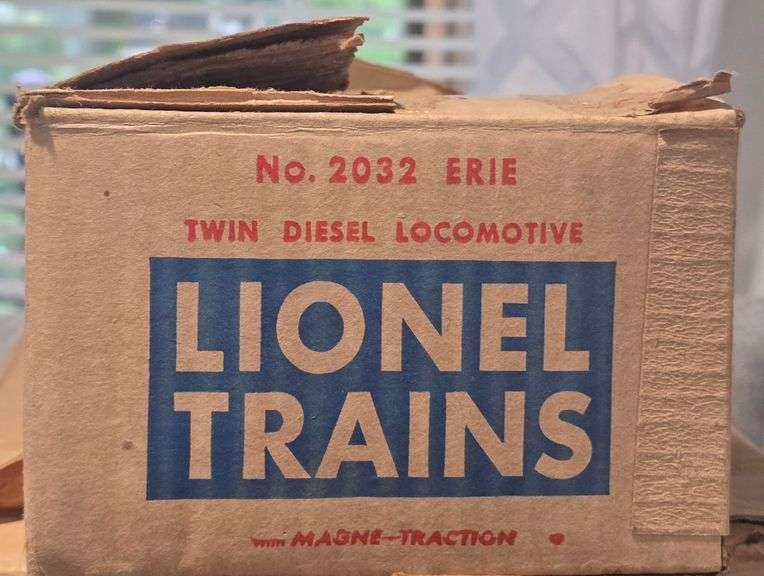 No. 2032 ERIE
TWIN DIESEL LOCOMOTIVE
LIONEL
TRAINS
WITH MAGNE-TRACTION